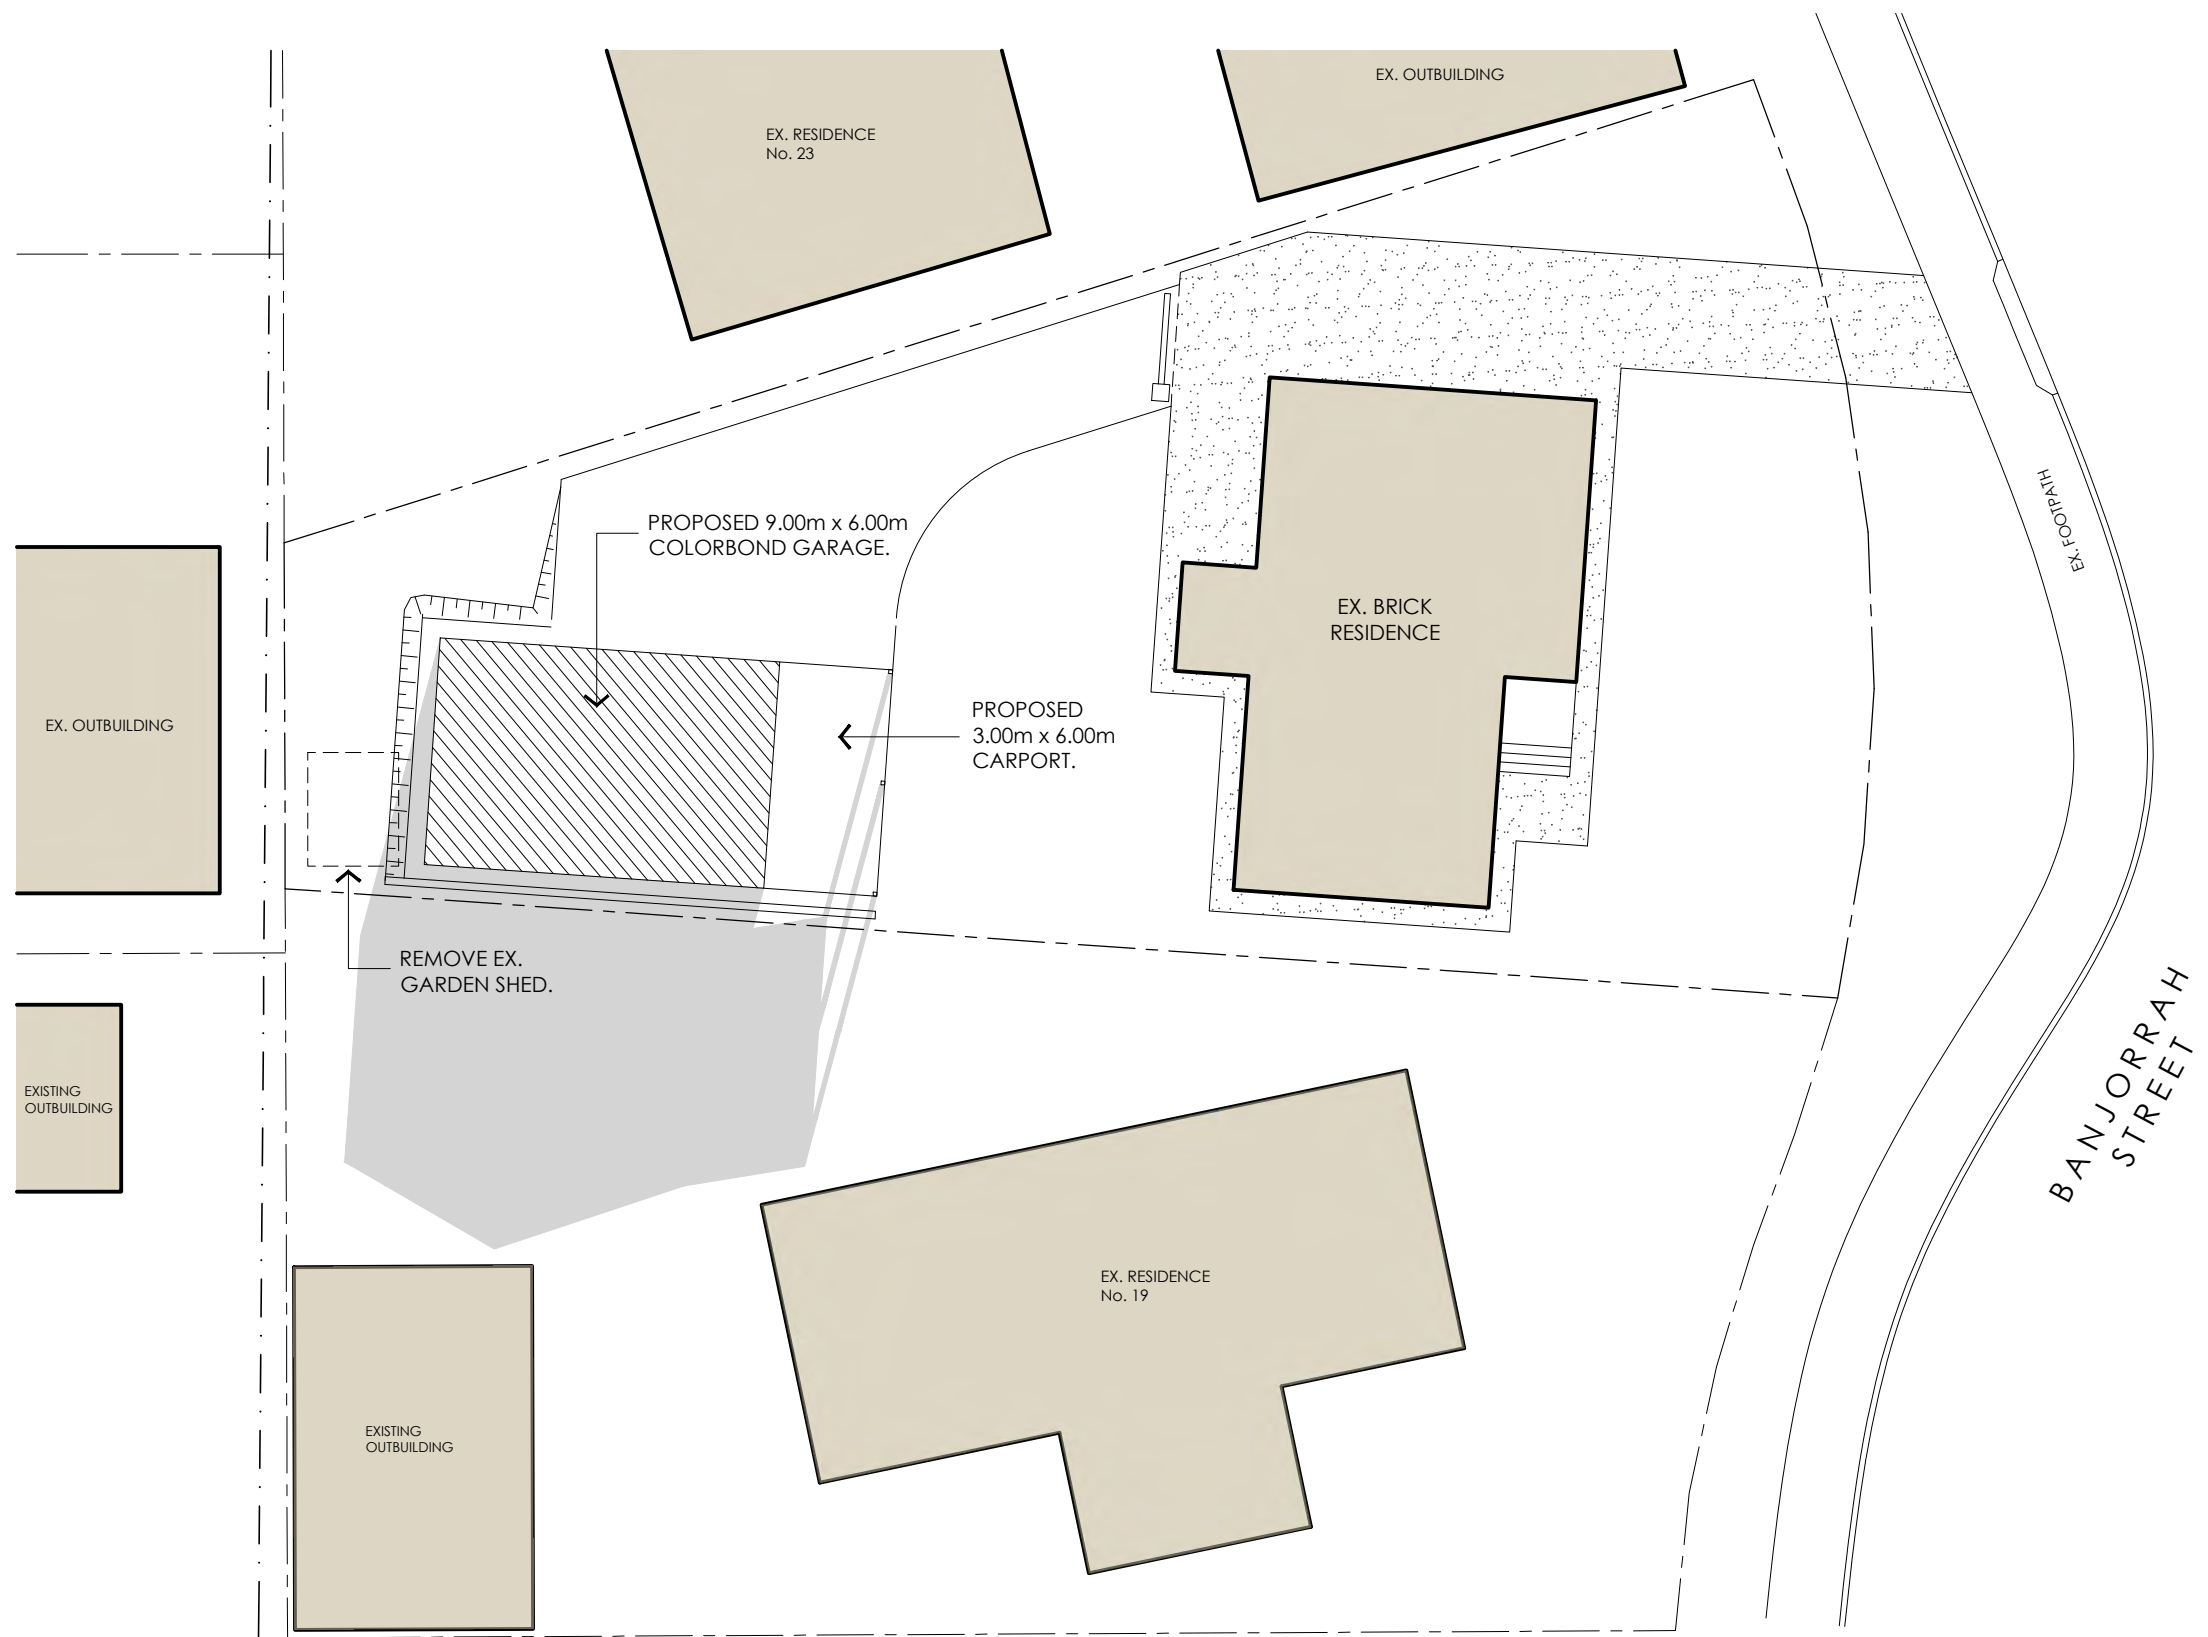 EX. OUTBUILDING
EX. RESIDENCE
No. 23
EX. FOOTPATH
PROPOSED 9.00m x 6.00m
COLORBOND GARAGE.
EX. BRICK
RESIDENCE
EX. OUTBUILDING
PROPOSED
3.00m x 6.00m
CARPORT.
REMOVE EX.
GARDEN SHED.
BANJORRAH
STREET
EXISTING
OUTBUILDING
EX. RESIDENCE
No. 19
EXISTING
OUTBUILDING